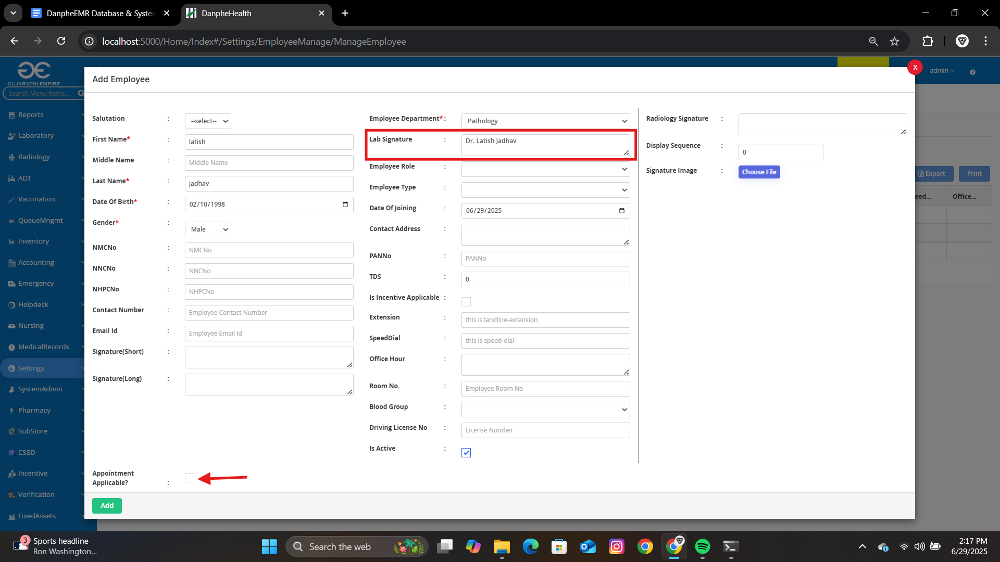 DanpheEMR Database & System
DanpheHealth
localhost:5000/Home/Index#/Settings/EmployeeManage/ManageEmployee
GUJARATHI EMPIRE
Search Menu Items...
admin
X
Add Employee
Reports
Laboratory
Radiology
ADT
Vaccination
QueueMngmt
Inventory
Accounting
Emergency
Helpdesk
Nursing
MedicalRecords
Settings
SystemAdmin
Pharmacy
SubStore
CSSD
Incentive
Verification
FixedAssets
Salutation : --select--
First Name* : latish
Middle Name : Middle Name
Last Name* : jadhav
Date Of Birth* : 02/10/1998
Gender* : Male
NMCNo : NMCNo
NNCNo : NNCNo
NHPCNo : NHPCNo
Contact Number : Employee Contact Number
Email Id : Employee Email Id
Signature(Short) :
Signature(Long) :
Employee Department* : Pathology
Lab Signature : Dr. Latish Jadhav
Employee Role :
Employee Type :
Date Of Joining : 06/29/2025
Contact Address :
PANNo : PANNo
TDS : 0
Is Incentive Applicable :
Extension : this is landline-extension
SpeedDial : this is speed-dial
Office Hour :
Room No. : Employee Room No
Blood Group :
Driving License No : License Number
Is Active :
Radiology Signature :
Display Sequence : 0
Signature Image : Choose File
Export
Print
eed...
Office...
Appointment
Applicable? :
Add
3
Sports headline
Ron Washington...
Search the web
2:17 PM
6/29/2025